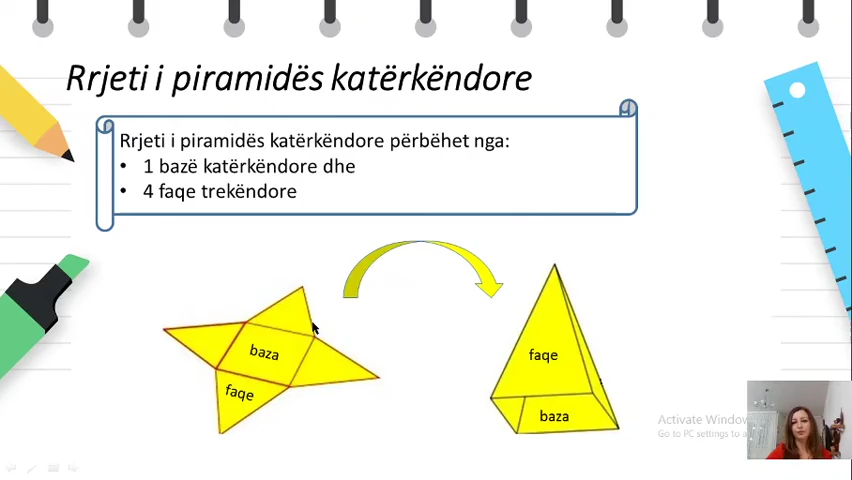 Rrjeti i piramidës katërkëndore
Rrjeti i piramidës katërkëndore përbëhet nga:
• 1 bazë katërkëndore dhe
• 4 faqe trekëndore
baza
faqe
faqe
baza
Activate Window
Go to PC settings to a